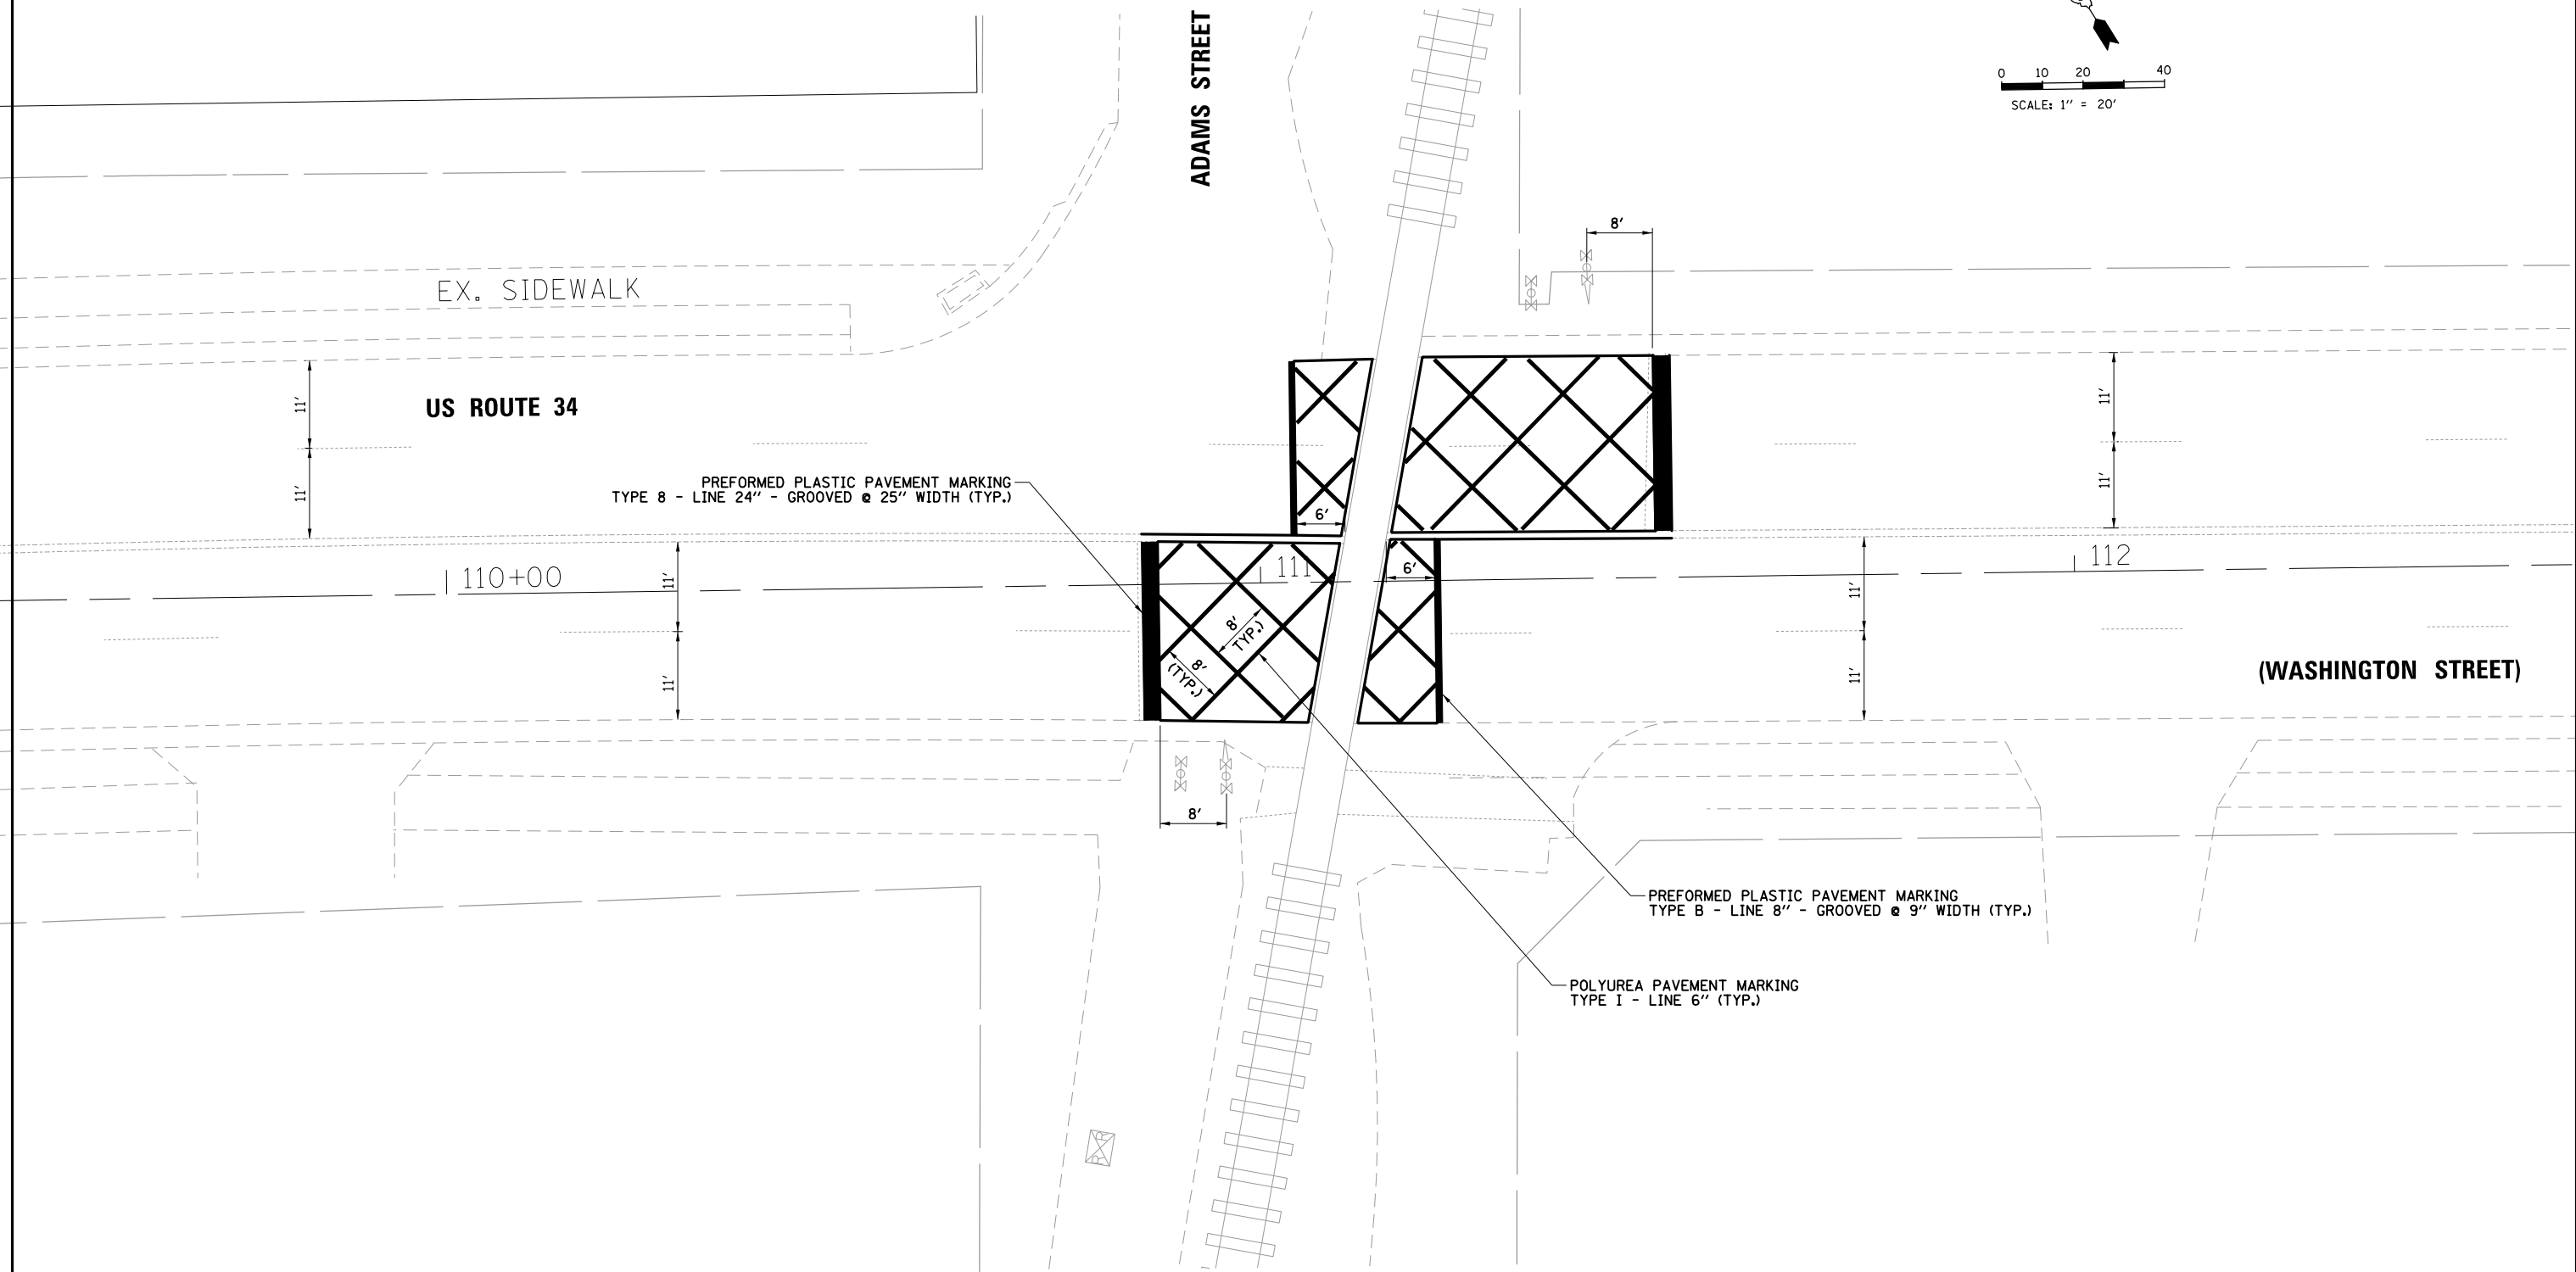 ADAMS STREET
0 10 20 40
SCALE: 1" = 20'
8'
EX. SIDEWALK
11'
US ROUTE 34
11'
11'
11'
PREFORMED PLASTIC PAVEMENT MARKING
TYPE 8 - LINE 24" - GROOVED @ 25" WIDTH (TYP.)
6'
110+00
11'
111
6'
11'
112
8'
TYP.)
8'
(TYP.)
11'
11'
(WASHINGTON STREET)
8'
PREFORMED PLASTIC PAVEMENT MARKING
TYPE B - LINE 8" - GROOVED @ 9" WIDTH (TYP.)
POLYUREA PAVEMENT MARKING
TYPE I - LINE 6" (TYP.)